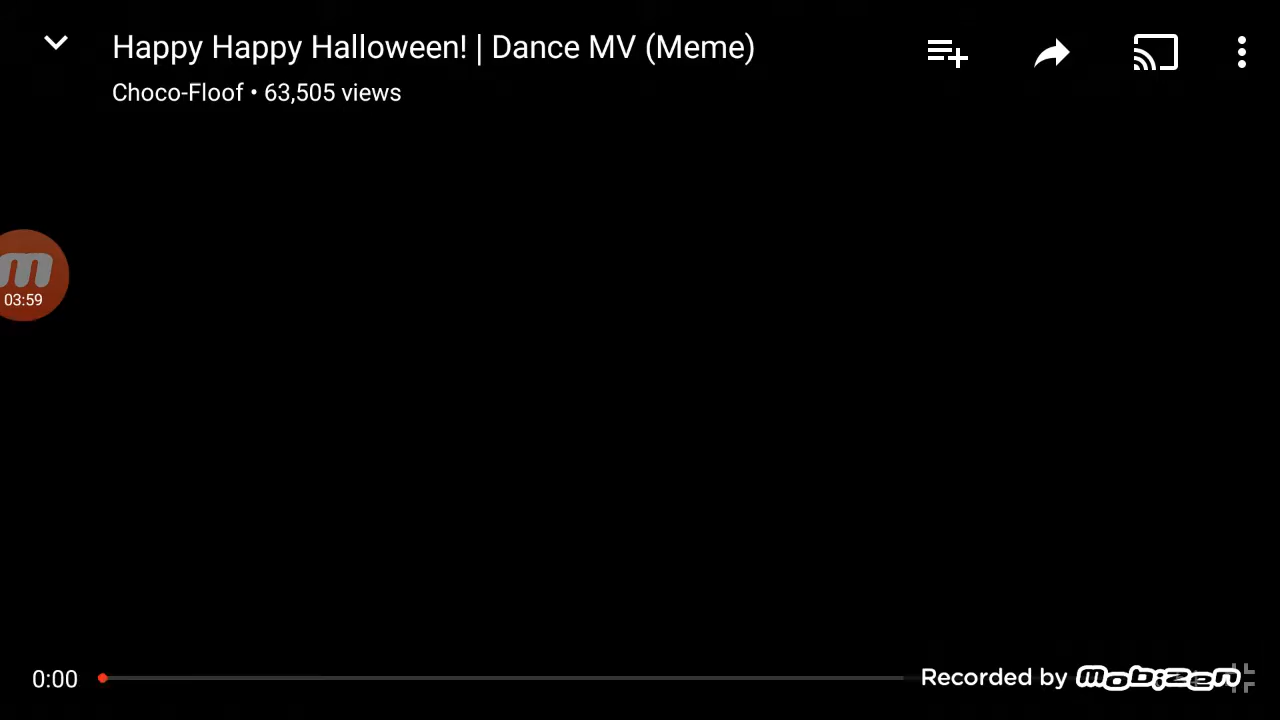 Happy Happy Halloween! | Dance MV (Meme)
Choco-Floof • 63,505 views
m
03:59
0:00
Recorded by mobizen